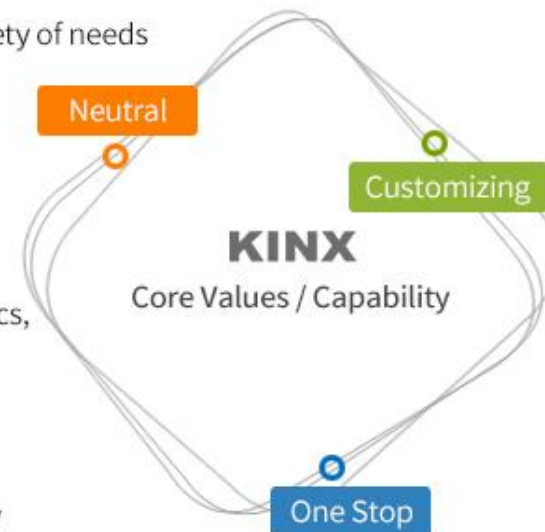 ety of needs
Neutral
Customizing
KINX
Core Values / Capability
cs,
One Stop